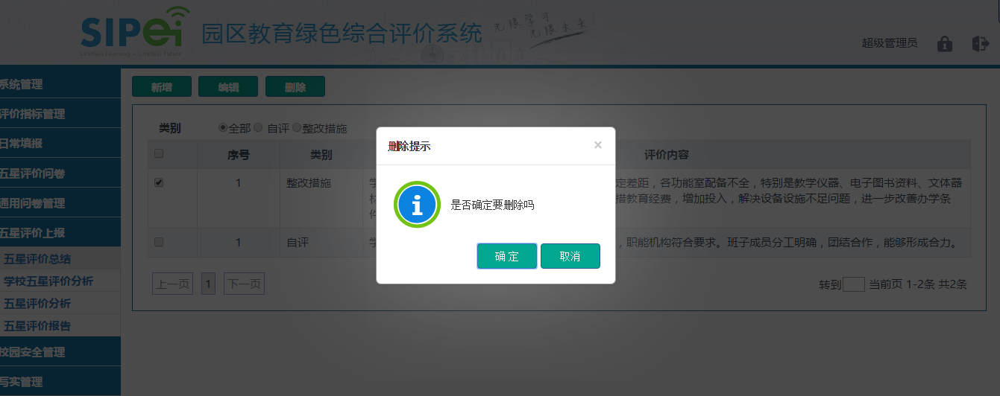 SIPEi
Limitless Learning · Limitless Future
园区教育绿色综合评价系统
无限学习
无限未来
超级管理员
系统管理
评价指标管理
日常填报
五星评价问卷
通用问卷管理
五星评价上报
五星评价总结
学校五星评价分析
五星评价分析
五星评价报告
校园安全管理
与实管理
新增
编辑
删除
类别
全部
自评
整改措施
序号
类别
评价内容
1
整改措施
学
定差距，各功能室配备不全，特别是教学仪器、电子图书资料、文体器
材
措教育经费，增加投入，解决设备设施不足问题，进一步改善办学条
件
1
自评
学
，职能机构符合要求。班子成员分工明确，团结合作，能够形成合力。
上一页
1
下一页
转到
当前页 1-2条 共2条
删除提示
×
是否确定要删除吗
确 定
取消